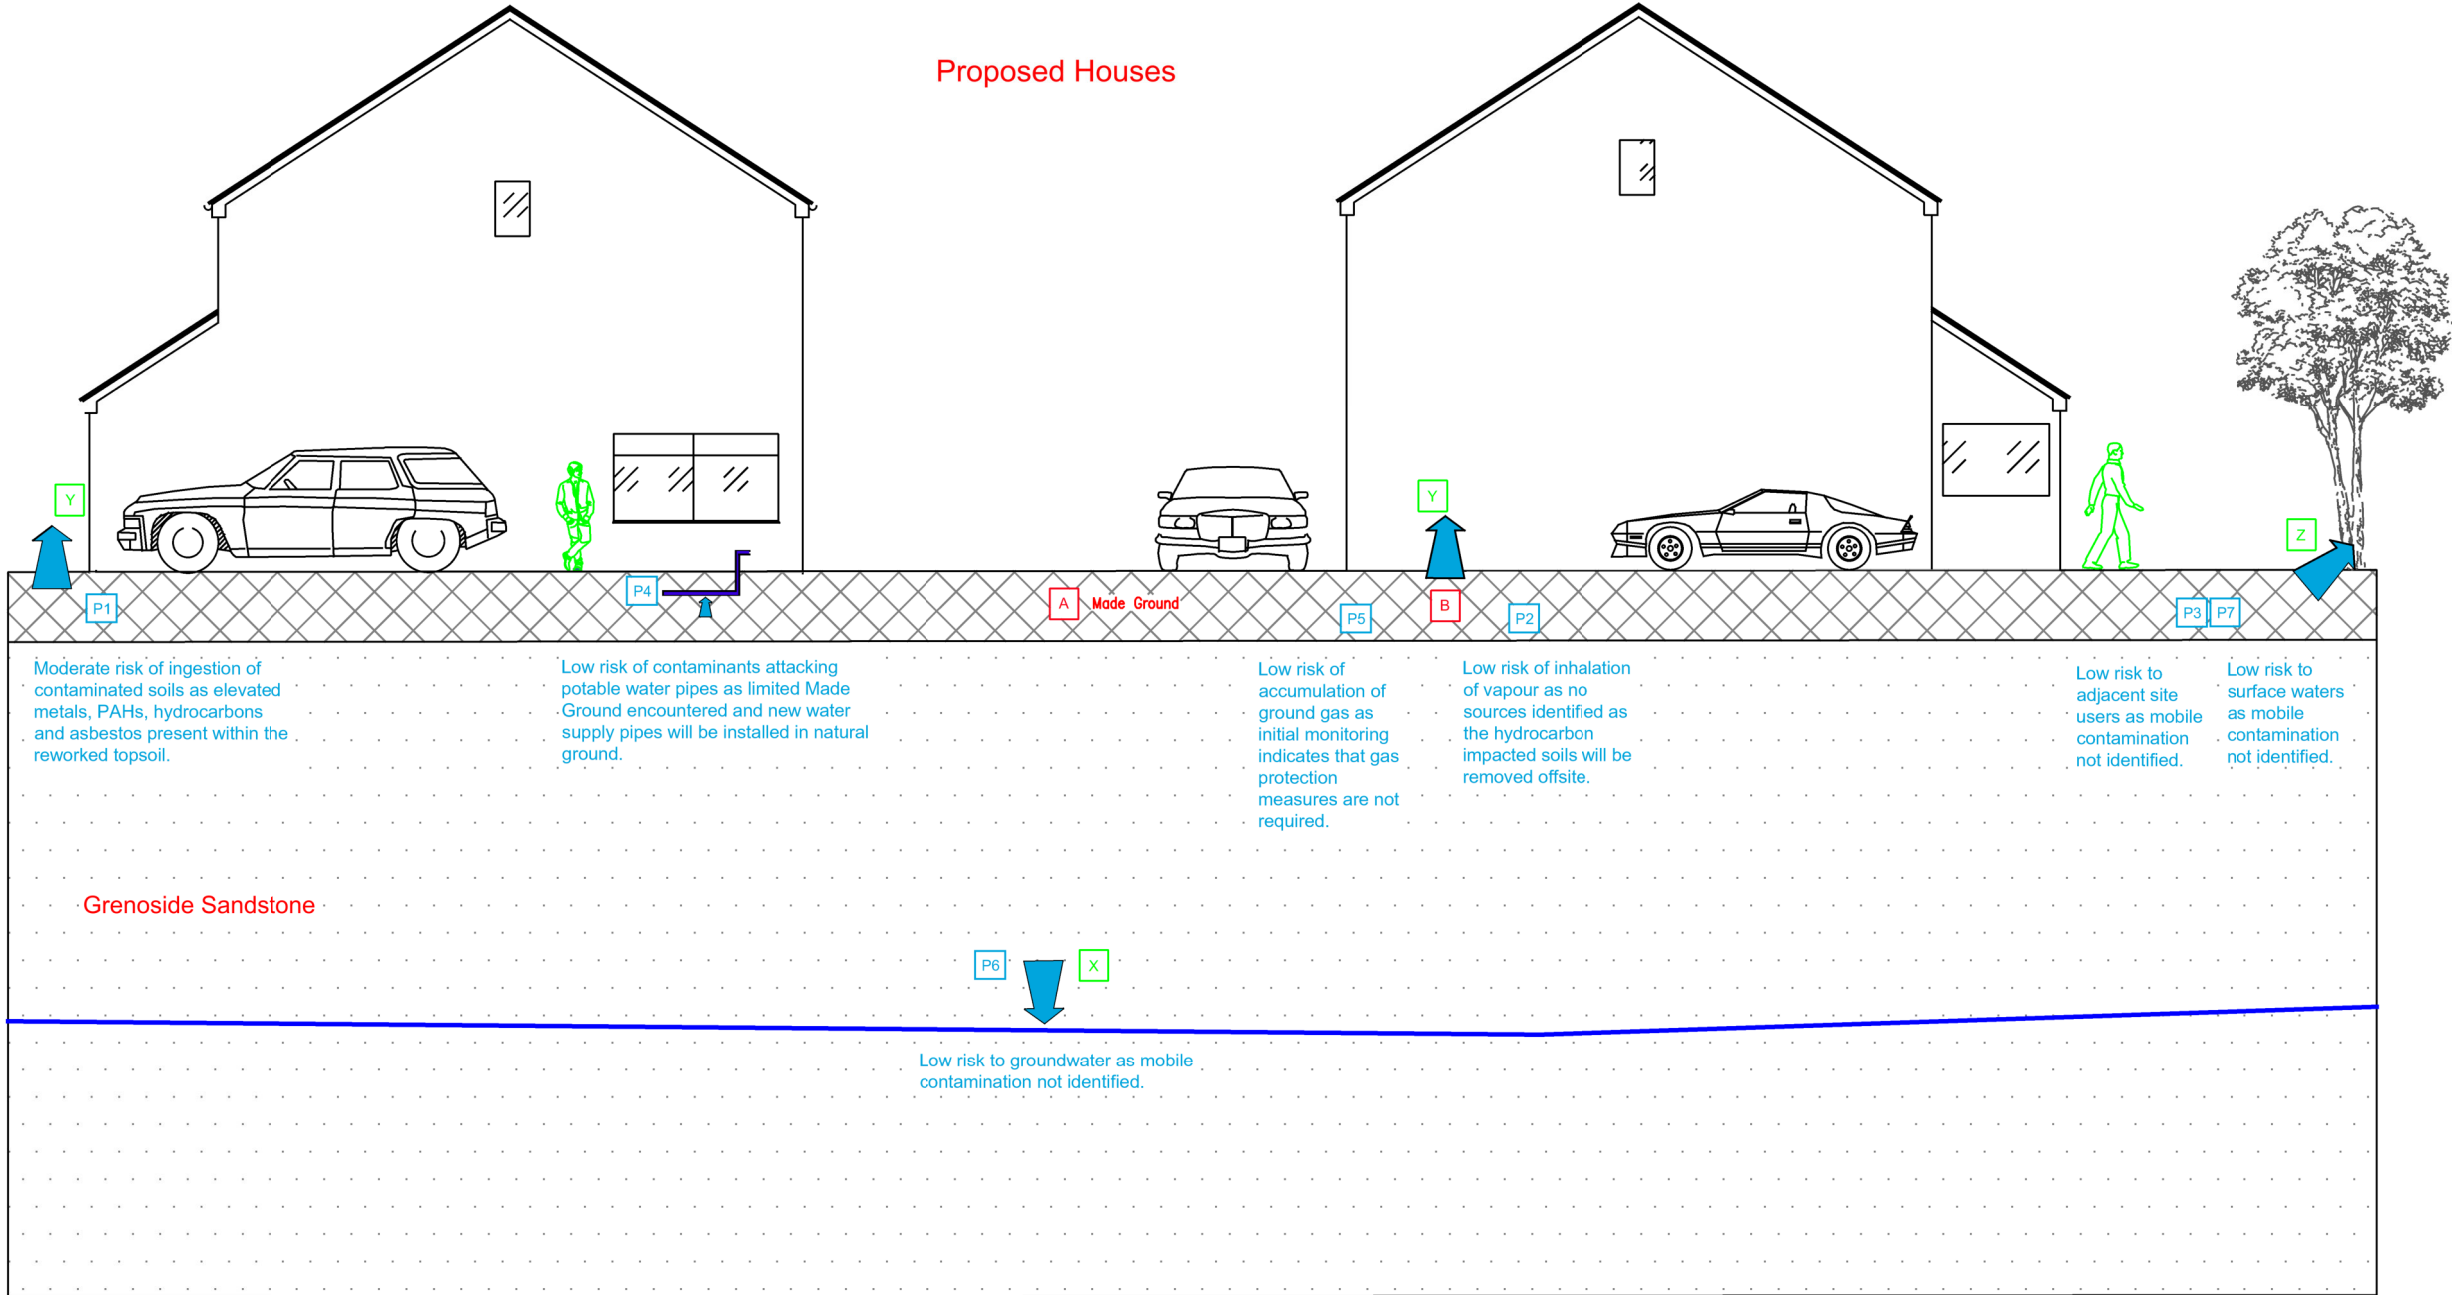 Proposed Houses
Y
Y
Z
P1
P4
A
Made Ground
P5
B
P2
P3
P7
Moderate risk of ingestion of
contaminated soils as elevated
metals, PAHs, hydrocarbons
and asbestos present within the
reworked topsoil.
Low risk of contaminants attacking
potable water pipes as limited Made
Ground encountered and new water
supply pipes will be installed in natural
ground.
Low risk of
accumulation of
ground gas as
initial monitoring
indicates that gas
protection
measures are not
required.
Low risk of inhalation
of vapour as no
sources identified as
the hydrocarbon
impacted soils will be
removed offsite.
Low risk to
adjacent site
users as mobile
contamination
not identified.
Low risk to
surface waters
as mobile
contamination
not identified.
Grenoside Sandstone
P6
X
Low risk to groundwater as mobile
contamination not identified.